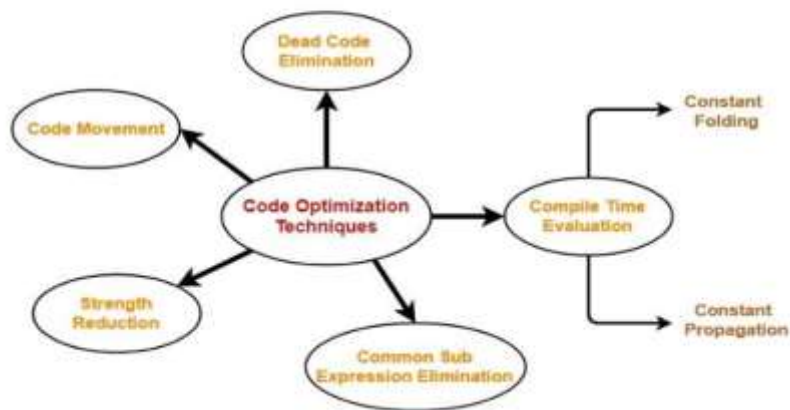 Dead Code
Elimination
Code Movement
Constant
Folding
Code Optimization
Techniques
Compile Time
Evaluation
Strength
Reduction
Constant
Propagation
Common Sub
Expression Elimination